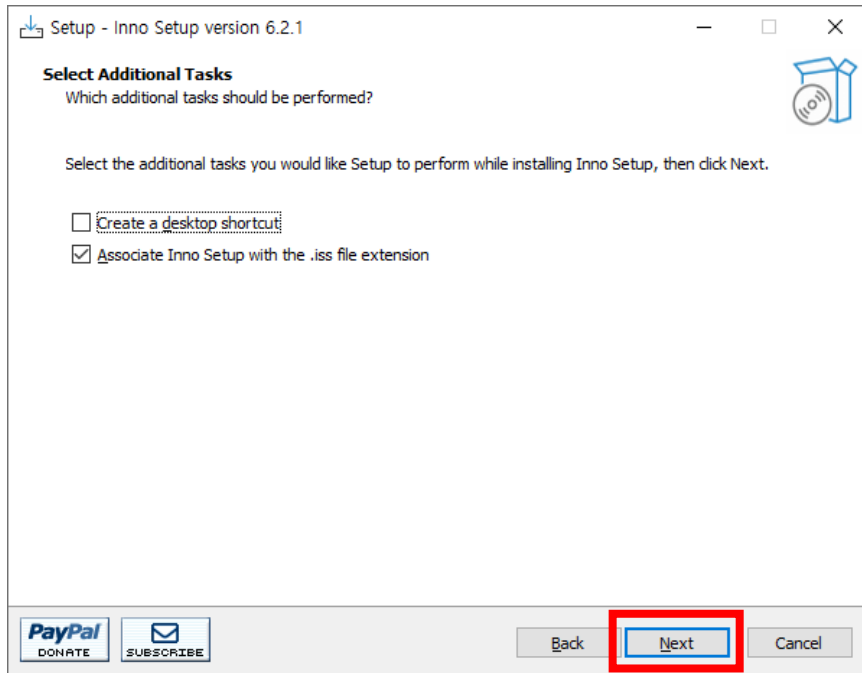 Setup - Inno Setup version 6.2.1
Select Additional Tasks
Which additional tasks should be performed?
Select the additional tasks you would like Setup to perform while installing Inno Setup, then click Next.
Create a desktop shortcut
Associate Inno Setup with the .iss file extension
PayPal
DONATE
SUBSCRIBE
Back
Next
Cancel